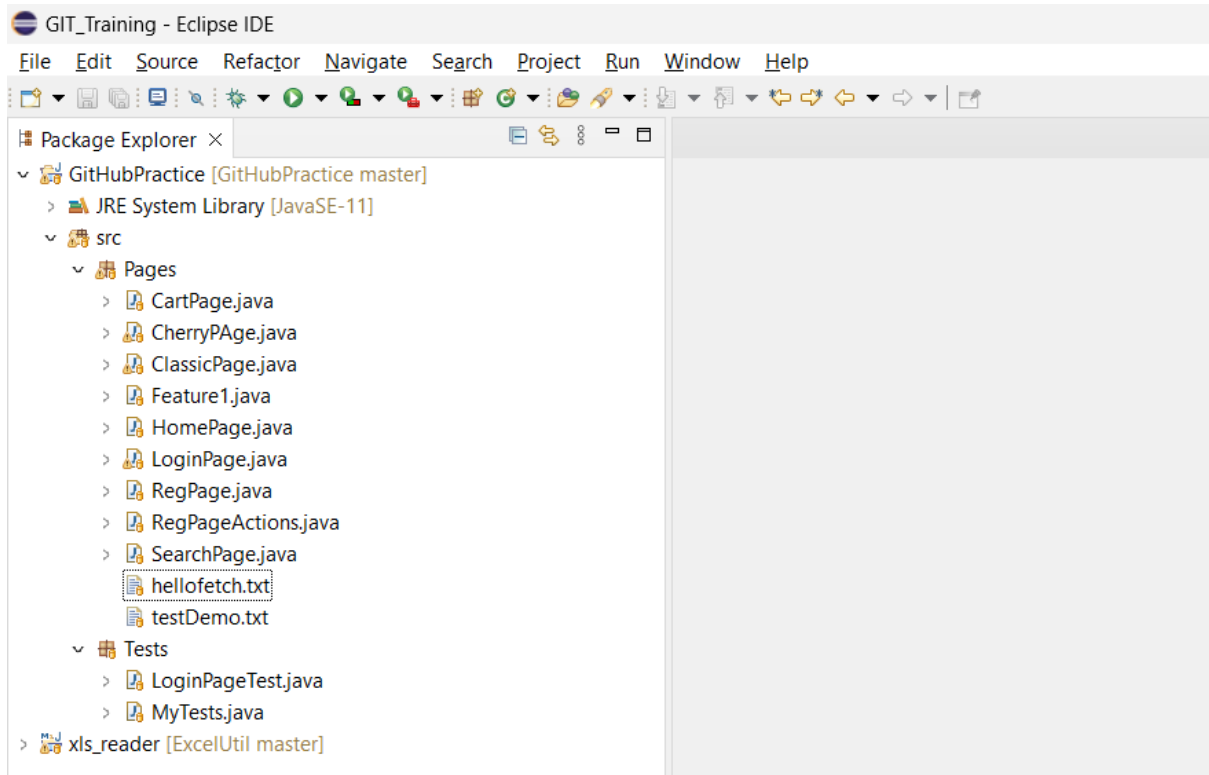 GIT_Training - Eclipse IDE
File Edit Source Refactor Navigate Search Project Run Window Help
Package Explorer
GitHubPractice [GitHubPractice master]
JRE System Library [JavaSE-11]
src
Pages
CartPage.java
CherryPAge.java
ClassicPage.java
Feature1.java
HomePage.java
LoginPage.java
RegPage.java
RegPageActions.java
SearchPage.java
hellofetch.txt
testDemo.txt
Tests
LoginPageTest.java
MyTests.java
xls_reader [ExcelUtil master]